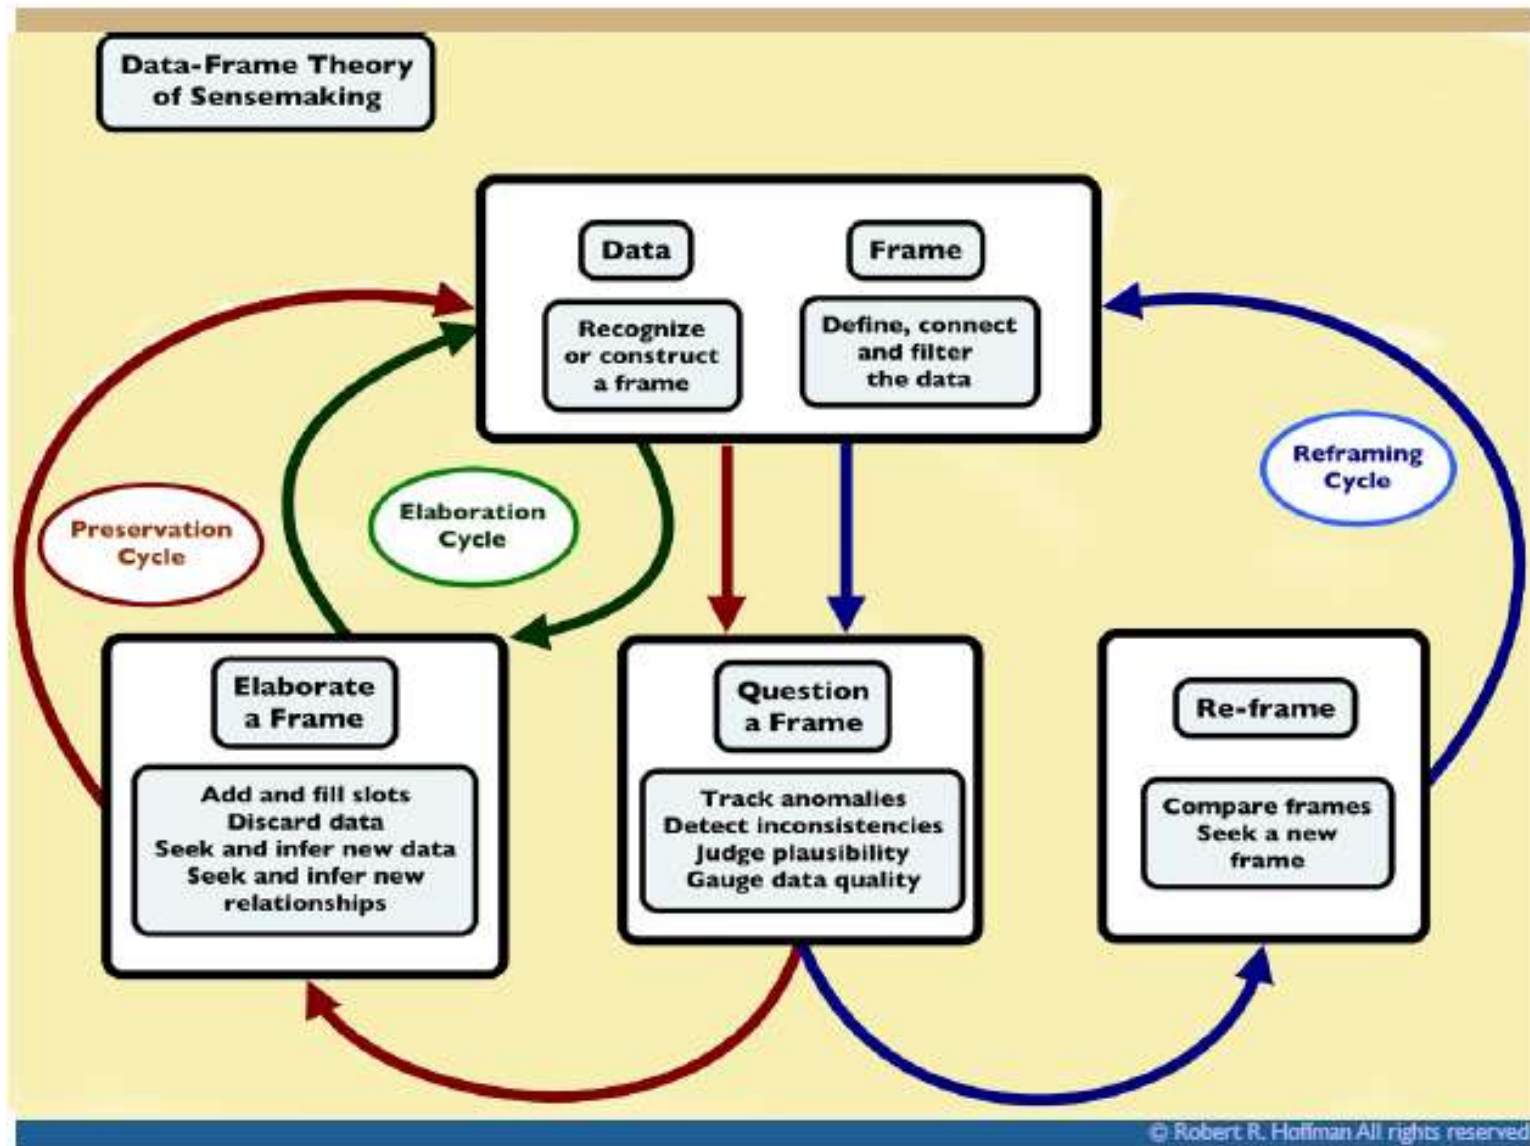 Data-Frame Theory
of Sensemaking
Data
Frame
Recognize
or construct
a frame
Define, connect
and filter
the data
Preservation
Cycle
Elaboration
Cycle
Reframing
Cycle
Elaborate
a Frame
Add and fill slots
Discard data
Seek and infer new data
Seek and infer new
relationships
Question
a Frame
Track anomalies
Detect inconsistencies
Judge plausibility
Gauge data quality
Re-frame
Compare frames
Seek a new
frame
© Robert R. Hoffman All rights reserved